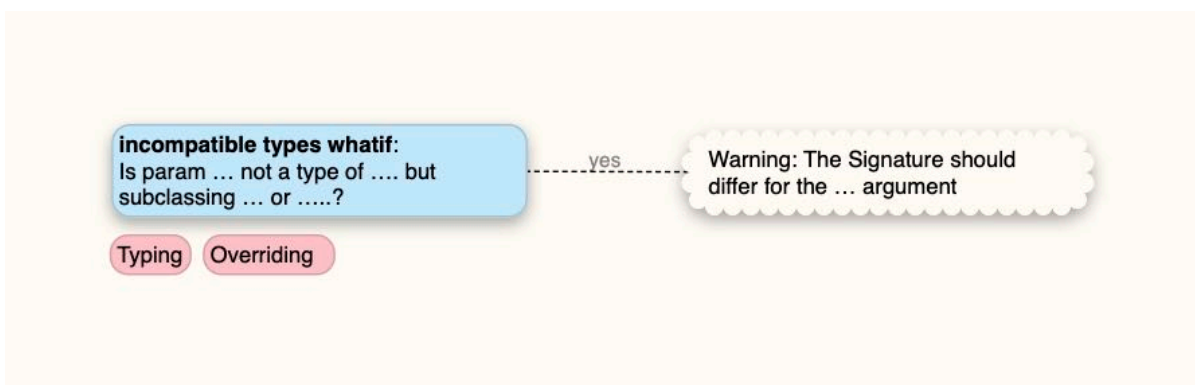 incompatible types whatif:
Is param … not a type of …. but
subclassing … or …..?
yes
Warning: The Signature should
differ for the … argument
Typing
Overriding